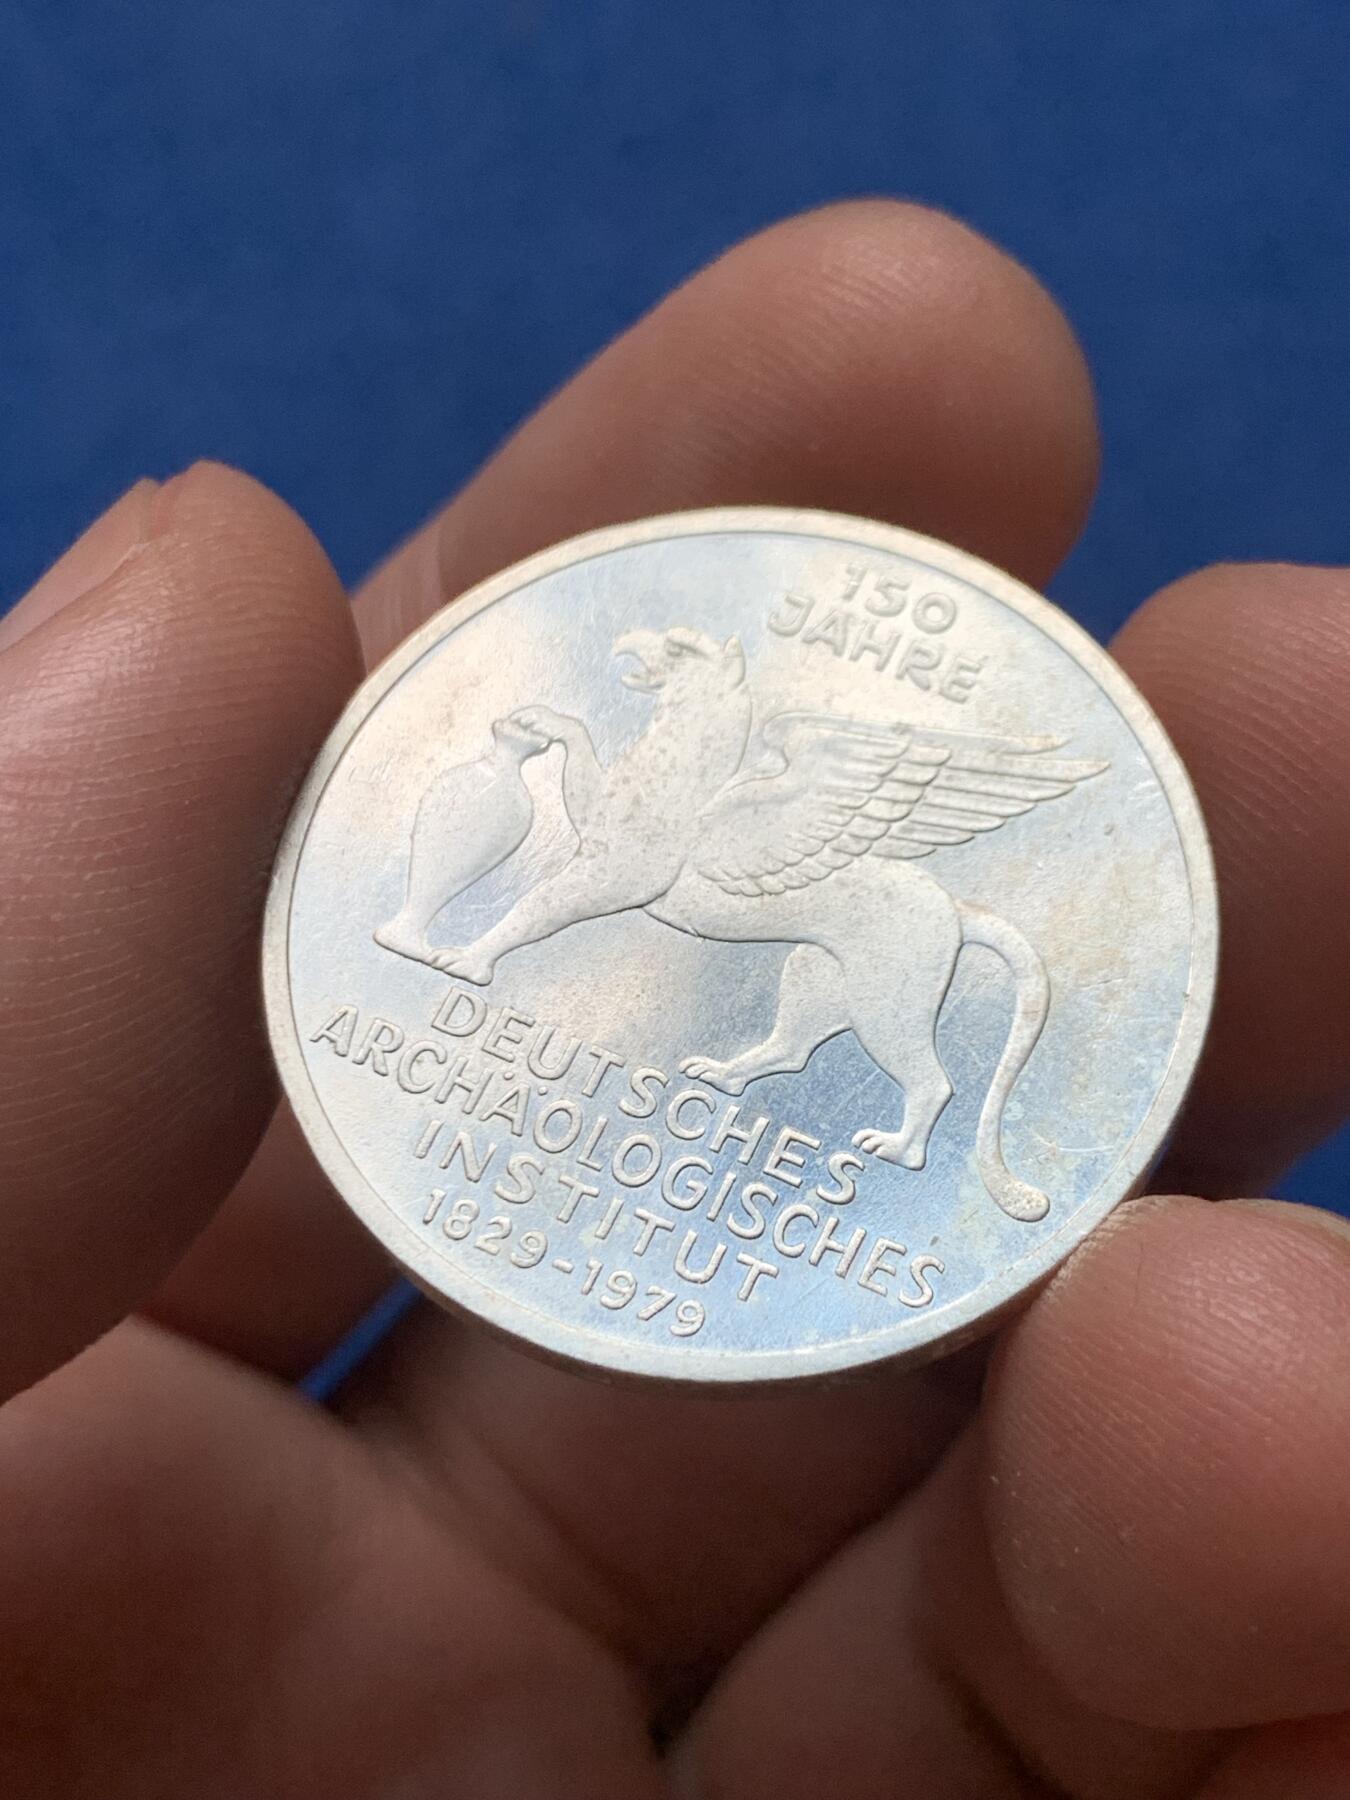 150
JAHRE
DEUTSCHES
ARCHÄOLOGISCHES
INSTITUT
1829-1979